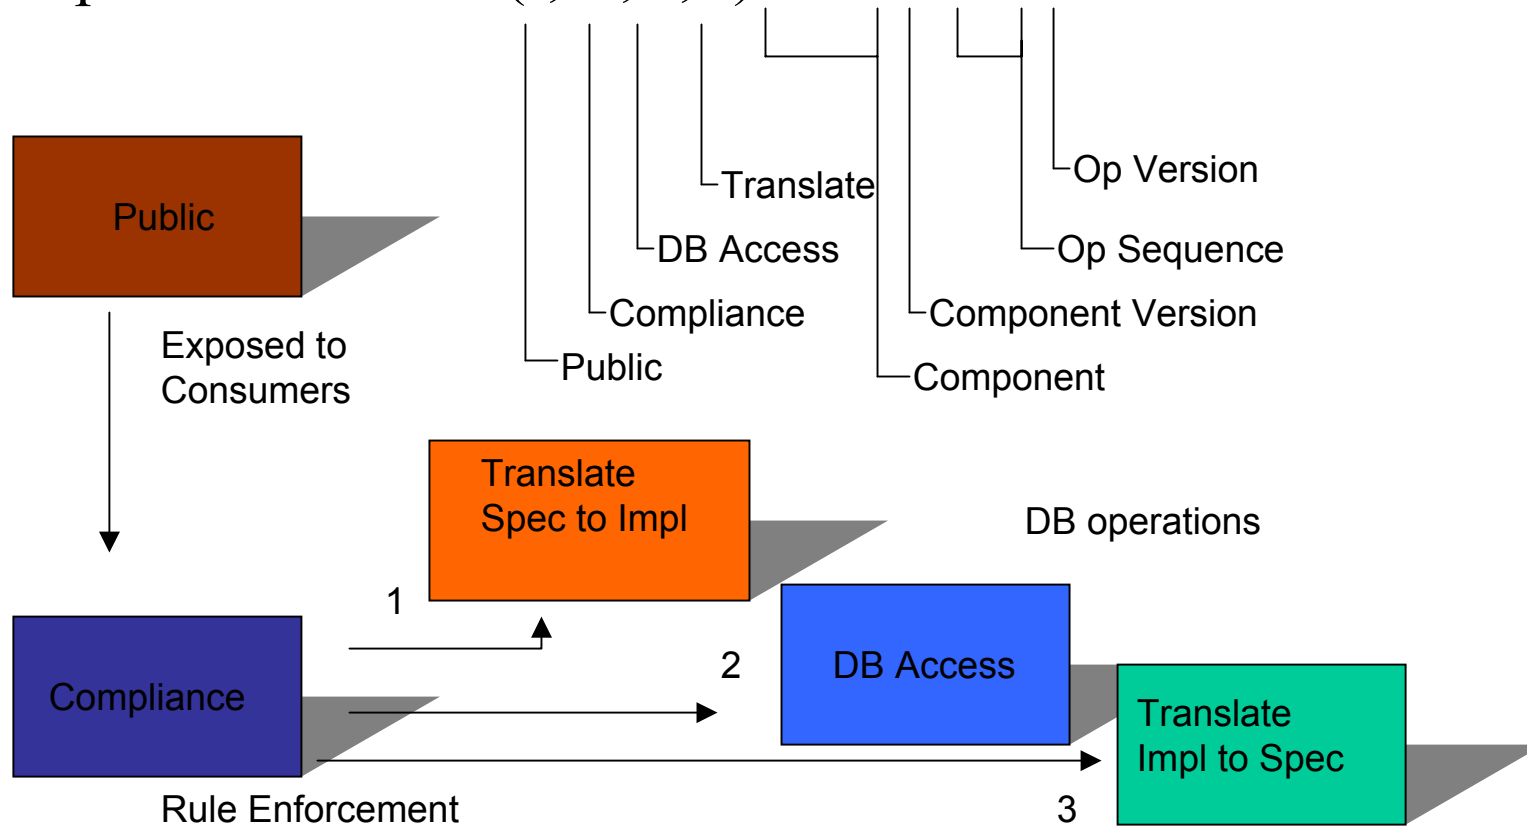 Public
Translate
Op Version
DB Access
Op Sequence
Compliance
Component Version
Public
Component
Exposed to
Consumers
Translate
Spec to Impl
DB operations
1
2
DB Access
Compliance
Translate
Impl to Spec
Rule Enforcement
3